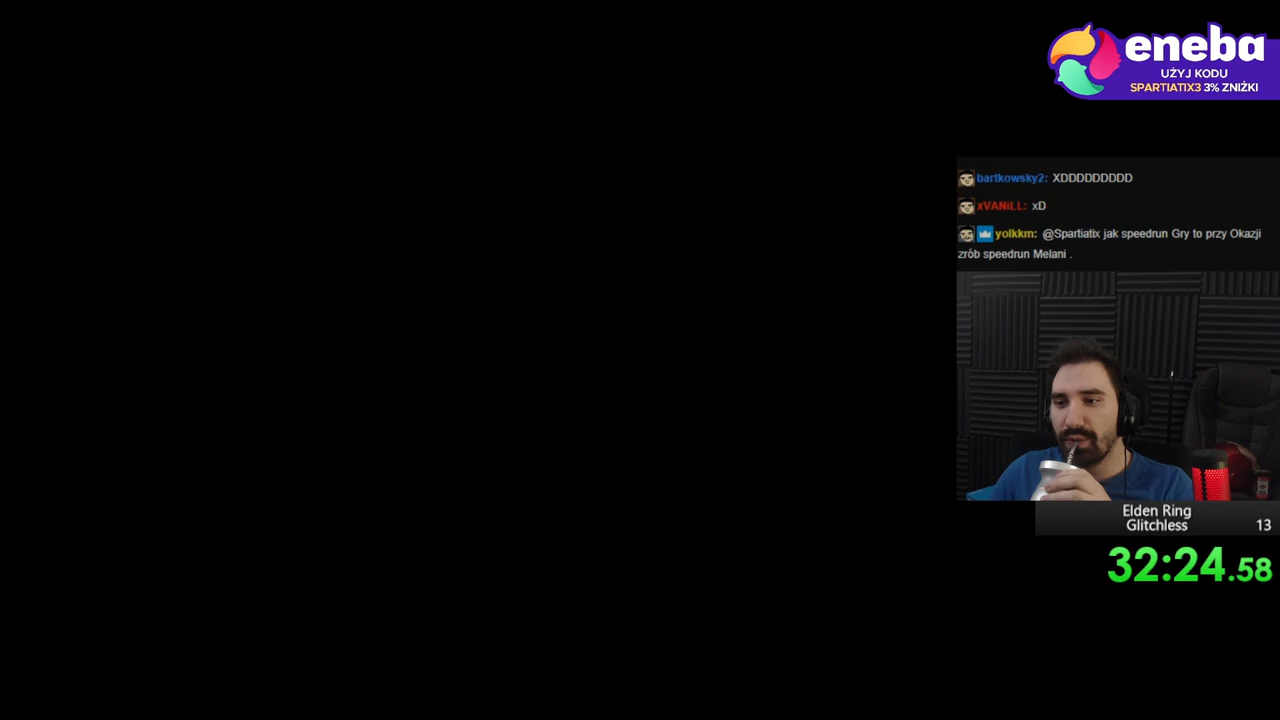 eneba
UŻYJ KODU
SPARTIATIX3 3% ZNIŻKI
bartkowsky2: XDDDDDDDDD
xVANiLL: xD
yolkkm: @Spartiatix jak speedrun Gry to przy Okazji
zrób speedrun Melani .
Elden Ring
Glitchless 13
32:24.58